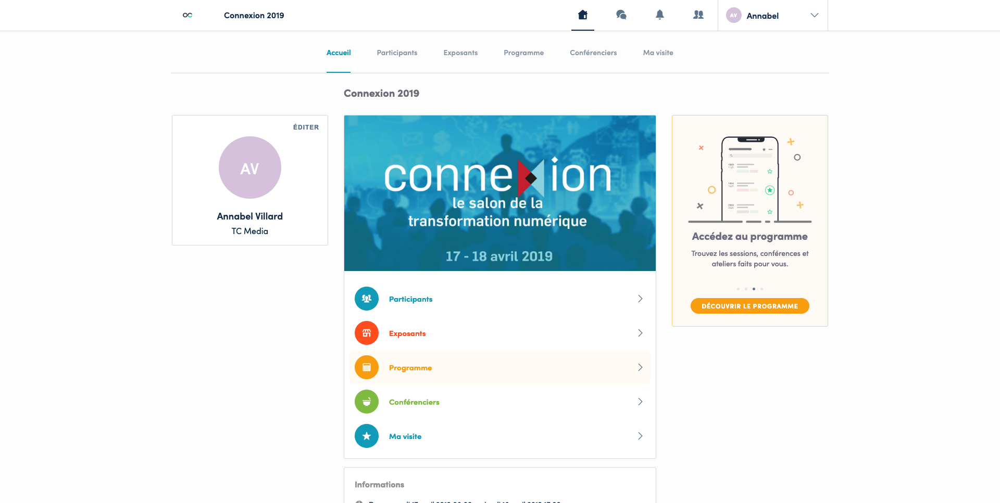 Connexion 2019
AV
Annabel
Accueil
Participants
Exposants
Programme
Conférenciers
Ma visite
Connexion 2019
ÉDITER
AV
Annabel Villard
TC Media
connexion
le salon de la
transformation numérique
17 - 18 avril 2019
Participants
Exposants
Programme
Conférenciers
Ma visite
Accédez au programme
Trouvez les sessions, conférences et
ateliers faits pour vous.
DÉCOUVRIR LE PROGRAMME
Informations